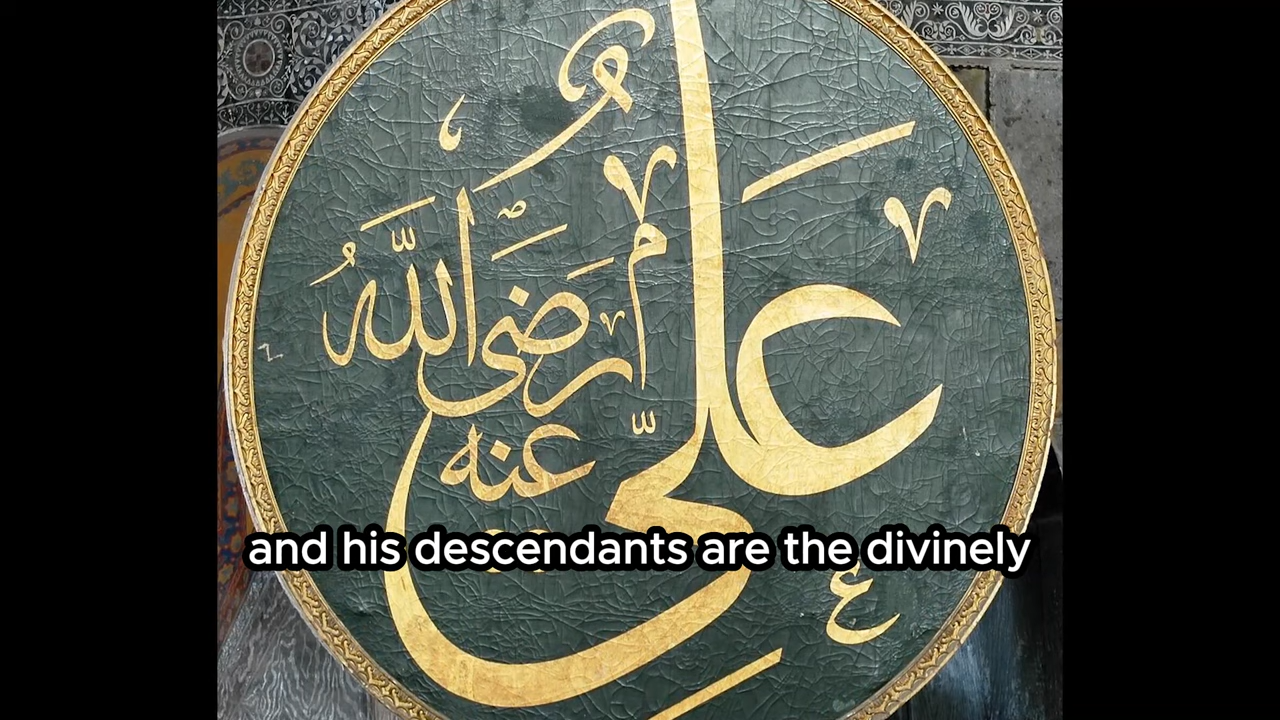 علي
رضي الله
عنه
and his descendants are the divinely